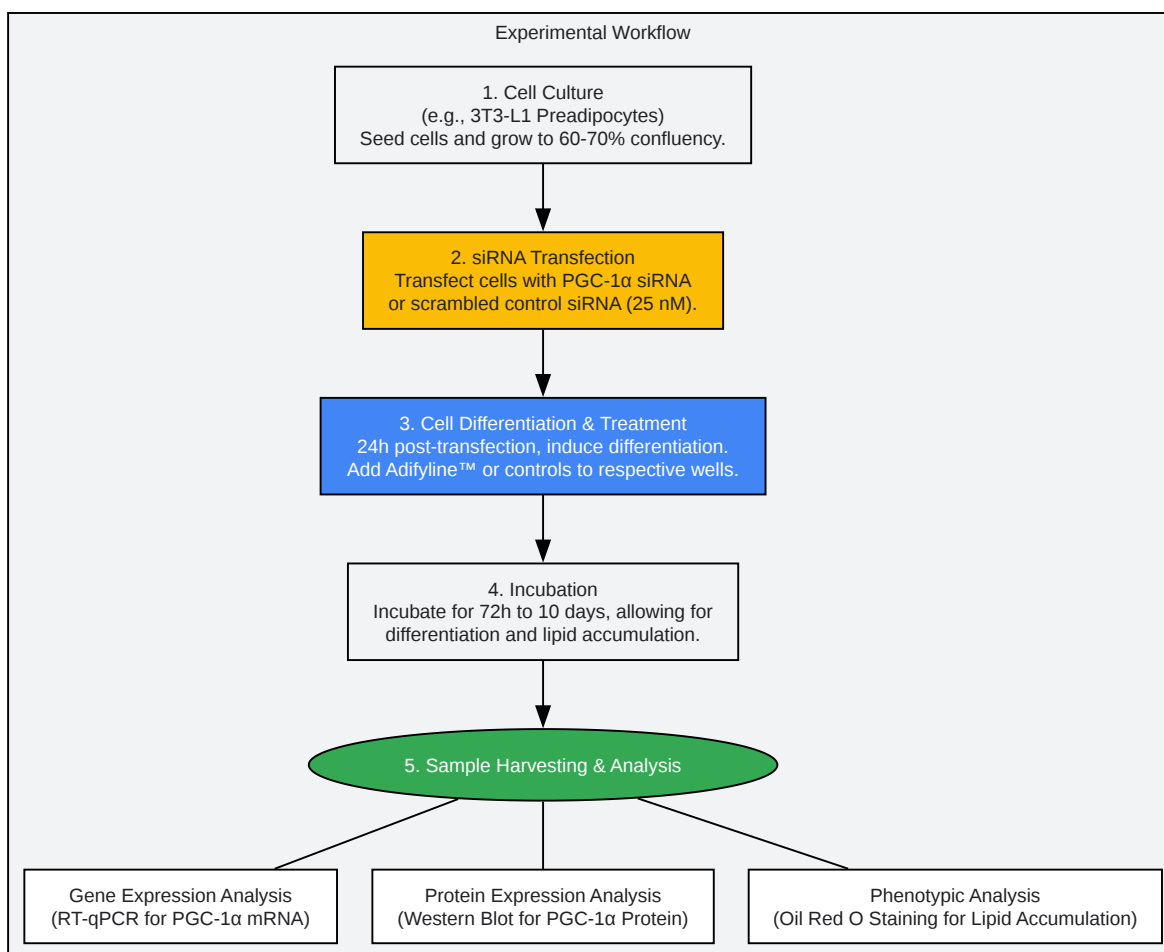 Experimental Workflow
1. Cell Culture
(e.g., 3T3-L1 Preadipocytes)
Seed cells and grow to 60-70% confluency.
2. siRNA Transfection
Transfect cells with PGC-1α siRNA
or scrambled control siRNA (25 nM).
3. Cell Differentiation & Treatment
24h post-transfection, induce differentiation.
Add Adifyline™ or controls to respective wells.
4. Incubation
Incubate for 72h to 10 days, allowing for
differentiation and lipid accumulation.
5. Sample Harvesting & Analysis
Gene Expression Analysis
(RT-qPCR for PGC-1α mRNA)
Protein Expression Analysis
(Western Blot for PGC-1α Protein)
Phenotypic Analysis
(Oil Red O Staining for Lipid Accumulation)